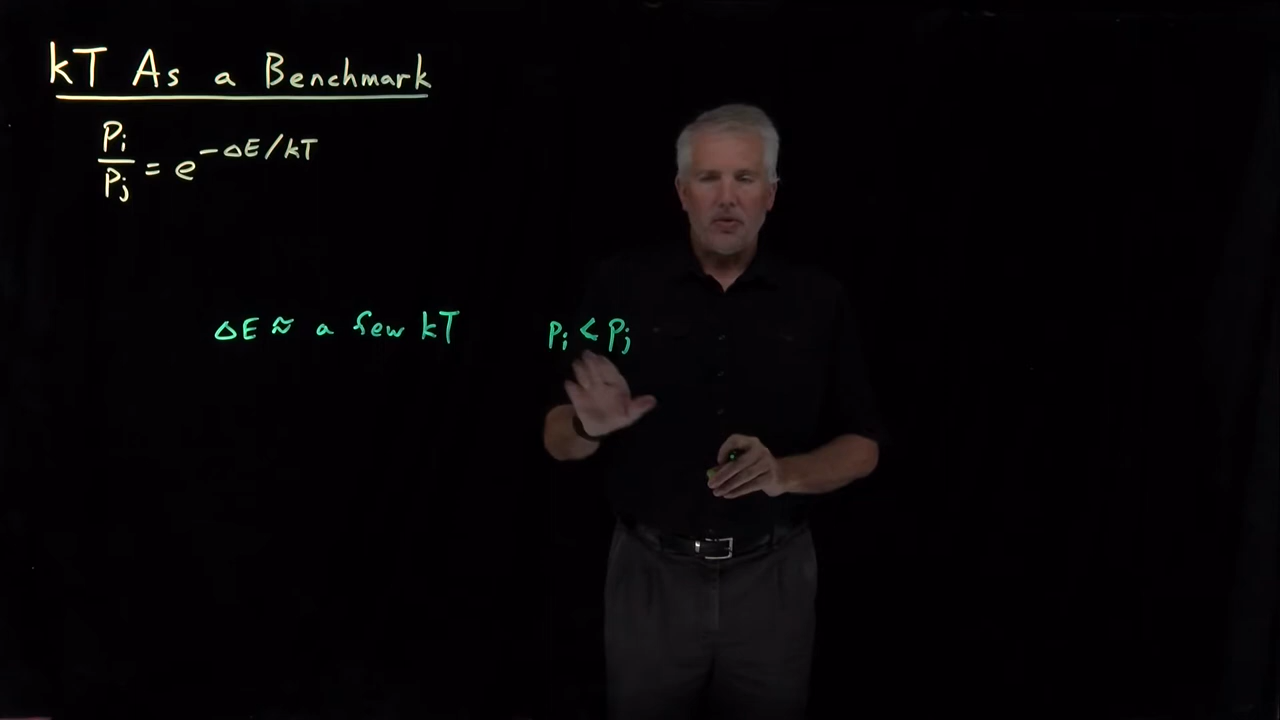 kT As a Benchmark
Pi/Pj = e^-ΔE/kT
ΔE ≈ a few kT    Pi < Pj